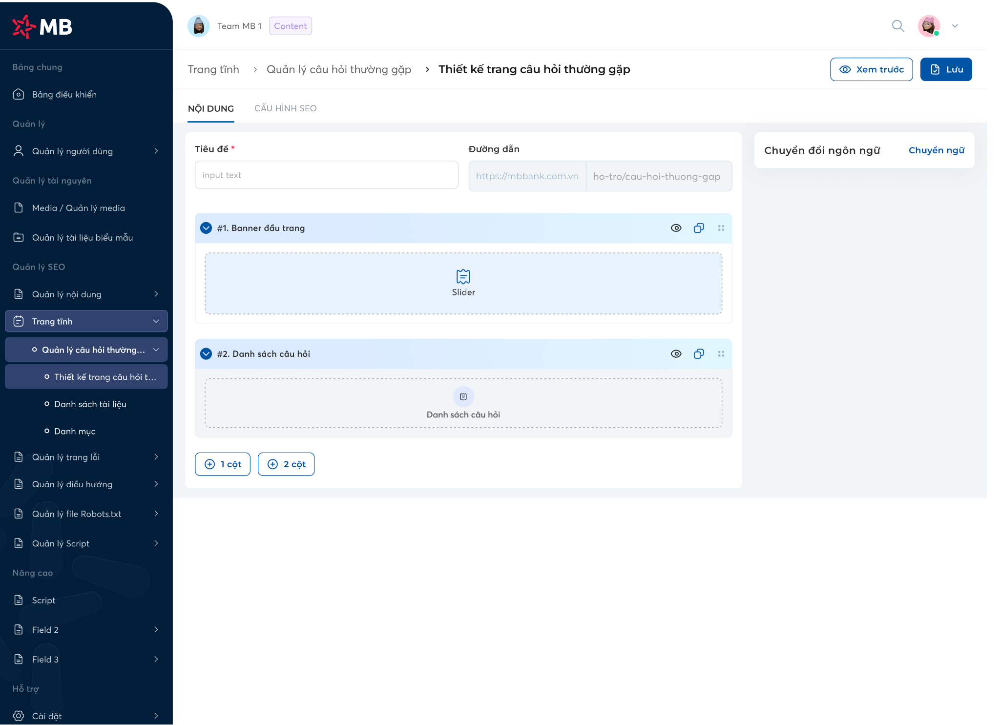 MB
Bảng chung
Bảng điều khiển
Quản lý
Quản lý người dùng
Quản lý tài nguyên
Media / Quản lý media
Quản lý tài liệu biểu mẫu
Quản lý SEO
Quản lý nội dung
Trang tĩnh
Quản lý câu hỏi thường...
Thiết kế trang câu hỏi t...
Danh sách tài liệu
Danh mục
Quản lý trang lỗi
Quản lý điều hướng
Quản lý file Robots.txt
Quản lý Script
Nâng cao
Script
Field 2
Field 3
Hỗ trợ
Cài đặt
Team MB 1 Content
Trang tĩnh > Quản lý câu hỏi thường gặp > Thiết kế trang câu hỏi thường gặp
Xem trước Lưu
NỘI DUNG CẤU HÌNH SEO
Tiêu đề * Đường dẫn
input text https://mbbank.com.vn ho-tro/cau-hoi-thuong-gap
#1. Banner đầu trang
Slider
#2. Danh sách câu hỏi
Danh sách câu hỏi
1 cột 2 cột
Chuyển đổi ngôn ngữ Chuyển ngữ